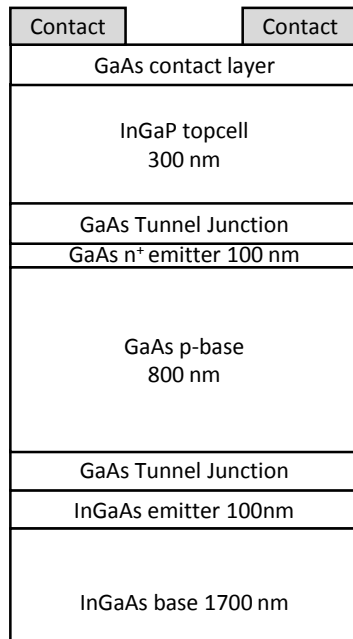 Contact
Contact
GaAs contact layer
InGaP topcell
300 nm
GaAs Tunnel Junction
GaAs n⁺ emitter 100 nm
GaAs p-base
800 nm
GaAs Tunnel Junction
InGaAs emitter 100nm
InGaAs base 1700 nm